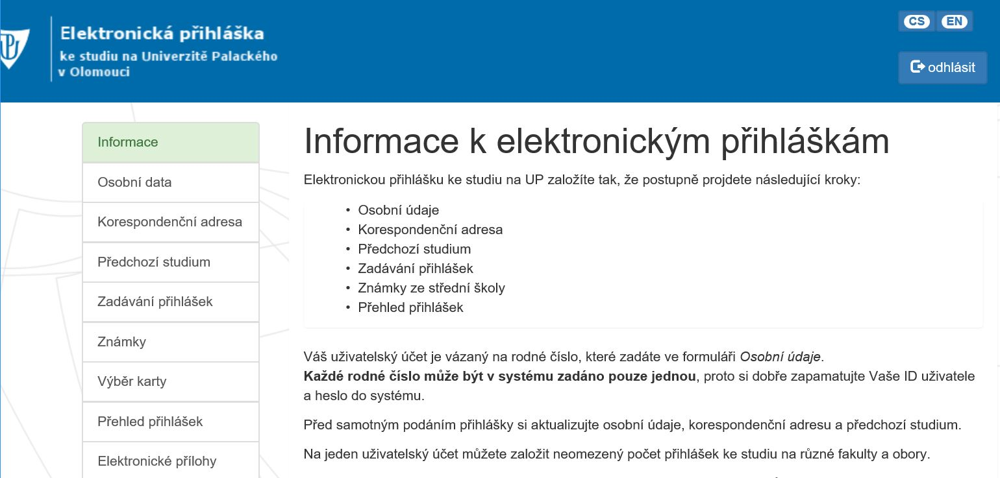 Elektronická přihláška
ke studiu na Univerzitě Palackého
v Olomouci
CS EN
odhlásit
Informace
Osobní data
Korespondenční adresa
Předchozí studium
Zadávání přihlášek
Známky
Výběr karty
Přehled přihlášek
Elektronické přílohy
Informace k elektronickým přihláškám
Elektronickou přihlášku ke studiu na UP založíte tak, že postupně projdete následující kroky:
• Osobní údaje
• Korespondenční adresa
• Předchozí studium
• Zadávání přihlášek
• Známky ze střední školy
• Přehled přihlášek
Váš uživatelský účet je vázaný na rodné číslo, které zadáte ve formuláři Osobní údaje.
Každé rodné číslo může být v systému zadáno pouze jednou, proto si dobře zapamatujte Vaše ID uživatele
a heslo do systému.
Před samotným podáním přihlášky si aktualizujte osobní údaje, korespondenční adresu a předchozí studium.
Na jeden uživatelský účet můžete založit neomezený počet přihlášek ke studiu na různé fakulty a obory.